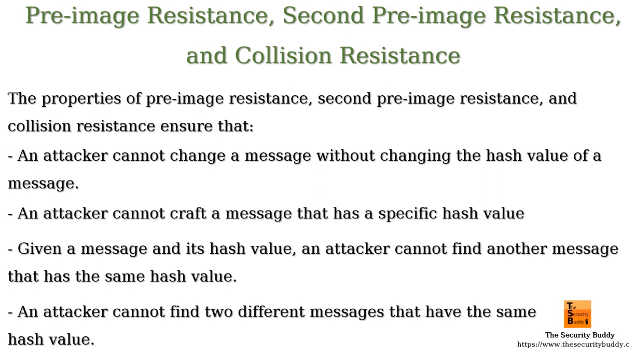 Pre-image Resistance, Second Pre-image Resistance,
and Collision Resistance
The properties of pre-image resistance, second pre-image resistance, and
collision resistance ensure that:
- An attacker cannot change a message without changing the hash value of a
message.
- An attacker cannot craft a message that has a specific hash value
- Given a message and its hash value, an attacker cannot find another message
that has the same hash value.
- An attacker cannot find two different messages that have the same
hash value.
The
Security
Buddy
The Security Buddy
https://www.thesecuritybuddy.c